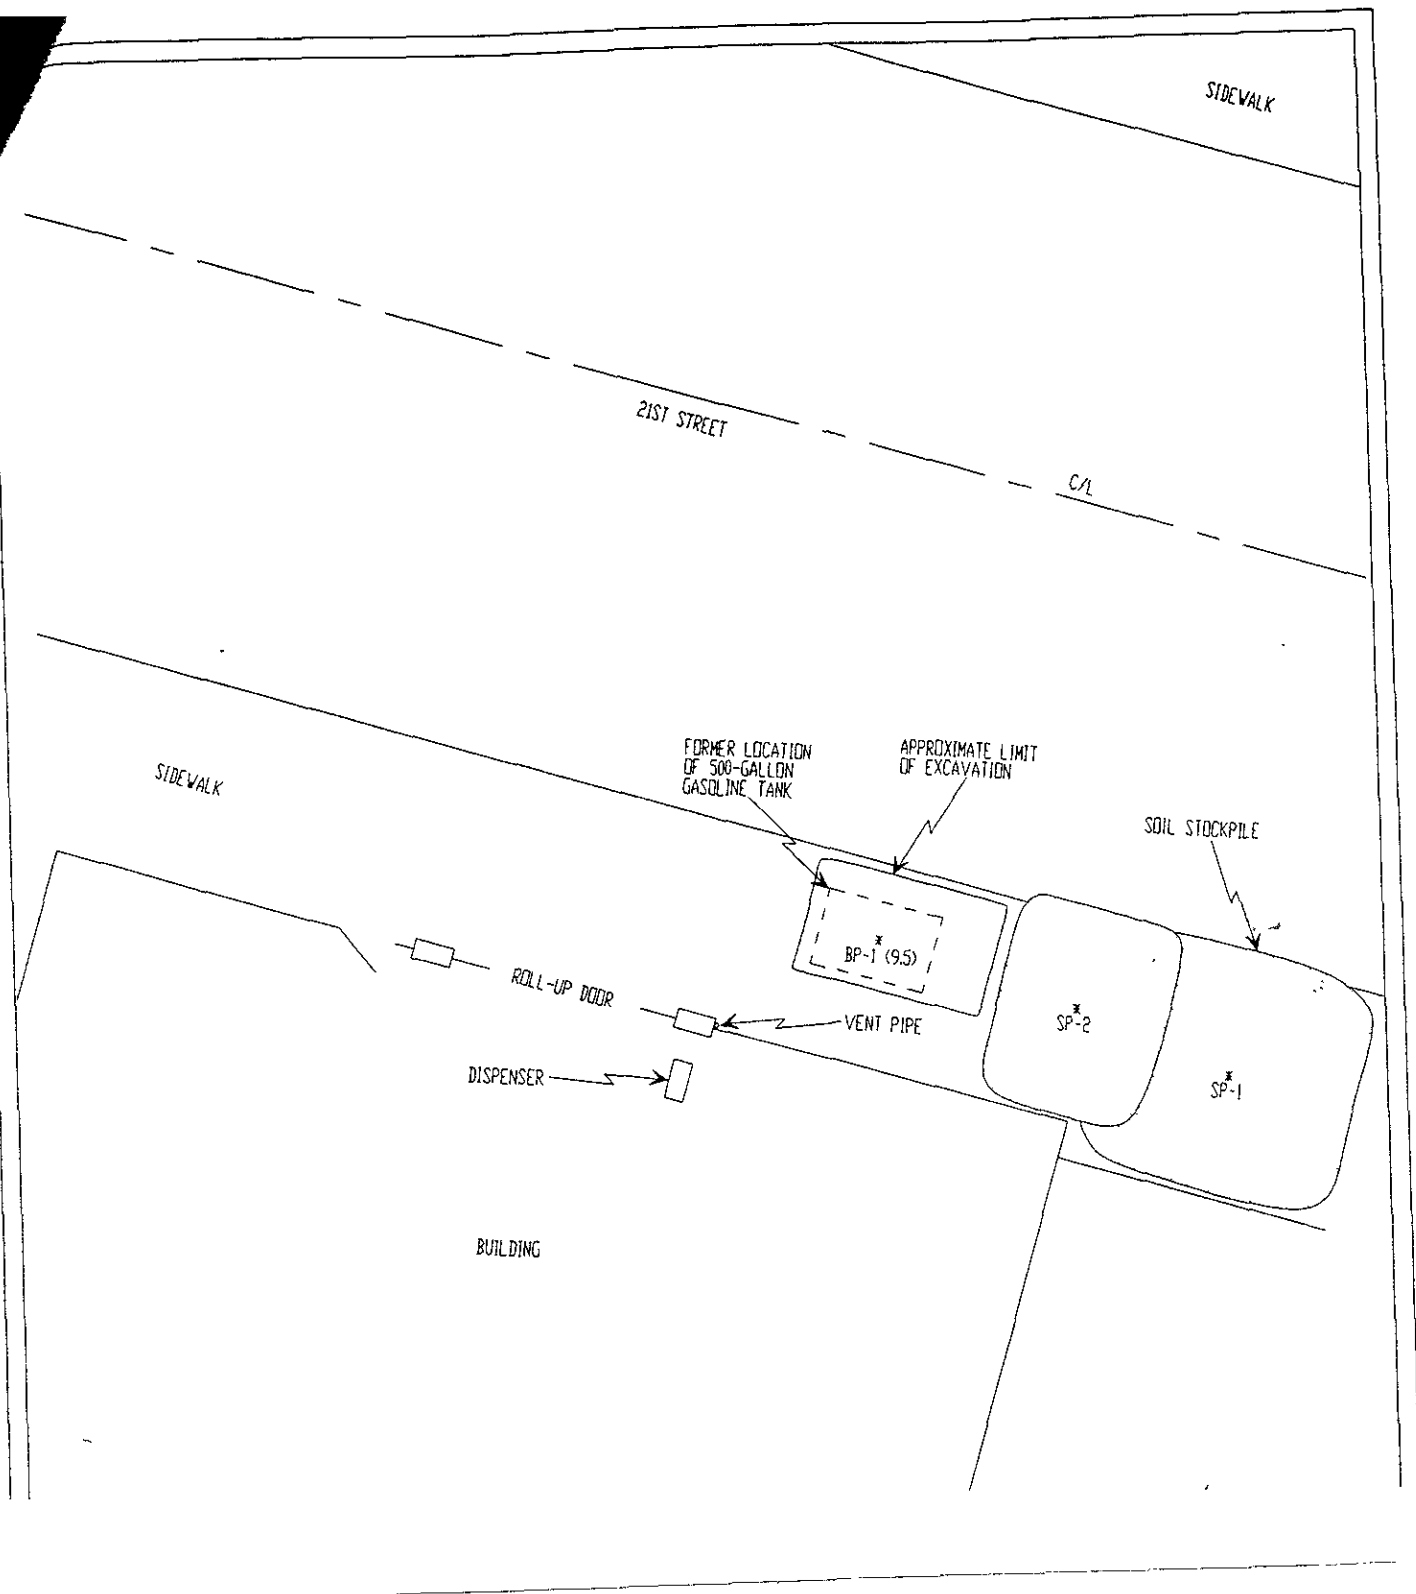 SIDEWALK
21ST STREET
C/L
FORMER LOCATION
OF 500-GALLON
GASOLINE TANK
APPROXIMATE LIMIT
OF EXCAVATION
SIDEWALK
SOIL STOCKPILE
BP-1 (9.5)
ROLL-UP DOOR
VENT PIPE
SP-2
DISPENSER
SP-1
BUILDING